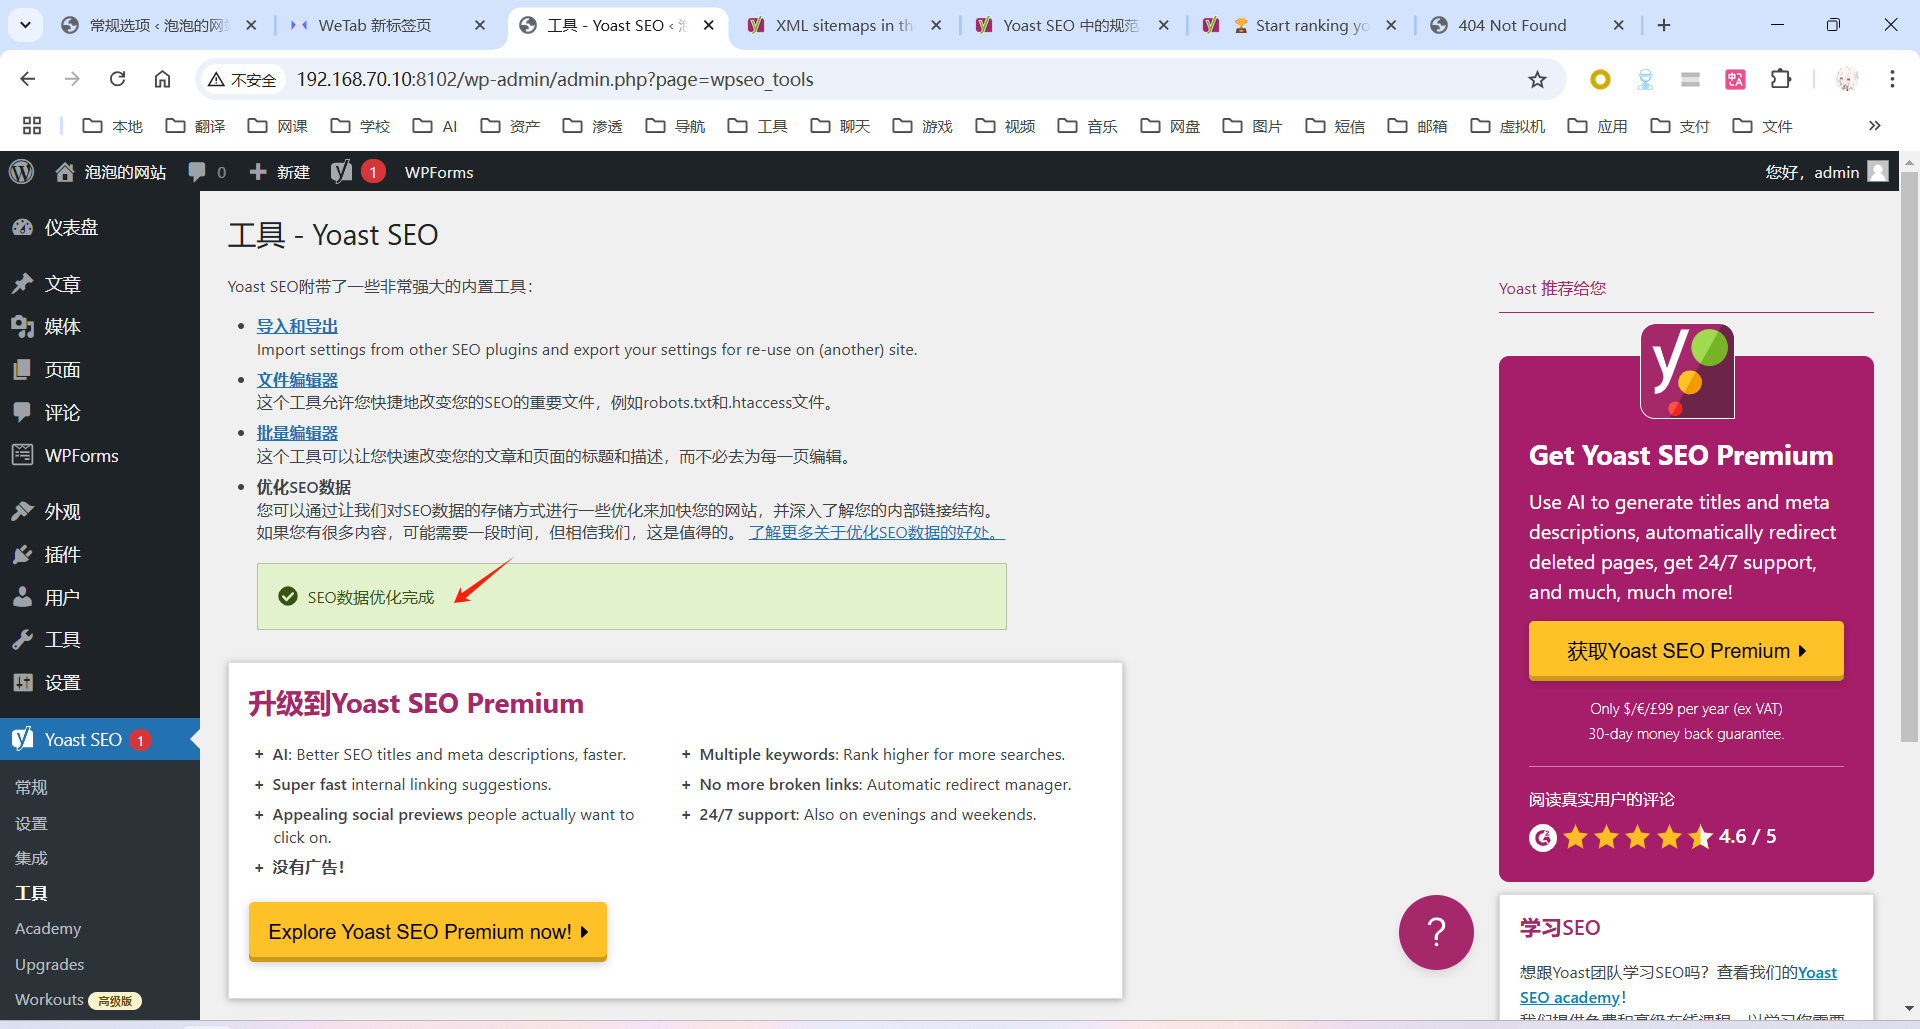 常规选项 ‹ 泡泡的网
WeTab 新标签页
工具 - Yoast SEO ‹
XML sitemaps in th
Yoast SEO 中的规范
🏆 Start ranking yo
404 Not Found
不安全
192.168.70.10:8102/wp-admin/admin.php?page=wpseo_tools
本地
翻译
网课
学校
AI
资产
渗透
导航
工具
聊天
游戏
视频
音乐
网盘
图片
短信
邮箱
虚拟机
应用
支付
文件
泡泡的网站
0
新建
1
WPForms
您好，admin
仪表盘
文章
媒体
页面
评论
WPForms
外观
插件
用户
工具
设置
Yoast SEO 1
常规
设置
集成
工具
Academy
Upgrades
Workouts 高级版
工具 - Yoast SEO
Yoast SEO附带了一些非常强大的内置工具：
导入和导出
Import settings from other SEO plugins and export your settings for re-use on (another) site.
文件编辑器
这个工具允许您快捷地改变您的SEO的重要文件，例如robots.txt和.htaccess文件。
批量编辑器
这个工具可以让您快速改变您的文章和页面的标题和描述，而不必去为每一页编辑。
优化SEO数据
您可以通过让我们对SEO数据的存储方式进行一些优化来加快您的网站，并深入了解您的内部链接结构。
如果您有很多内容，可能需要一段时间，但相信我们，这是值得的。 了解更多关于优化SEO数据的好处。
SEO数据优化完成
升级到Yoast SEO Premium
+ AI: Better SEO titles and meta descriptions, faster.
+ Super fast internal linking suggestions.
+ Appealing social previews people actually want to
click on.
+ 没有广告！
+ Multiple keywords: Rank higher for more searches.
+ No more broken links: Automatic redirect manager.
+ 24/7 support: Also on evenings and weekends.
Explore Yoast SEO Premium now!
Yoast 推荐给您
Get Yoast SEO Premium
Use AI to generate titles and meta
descriptions, automatically redirect
deleted pages, get 24/7 support,
and much, much more!
获取Yoast SEO Premium
Only $/€/£99 per year (ex VAT)
30-day money back guarantee.
阅读真实用户的评论
4.6 / 5
?
学习SEO
想跟Yoast团队学习SEO吗？查看我们的Yoast
SEO academy！